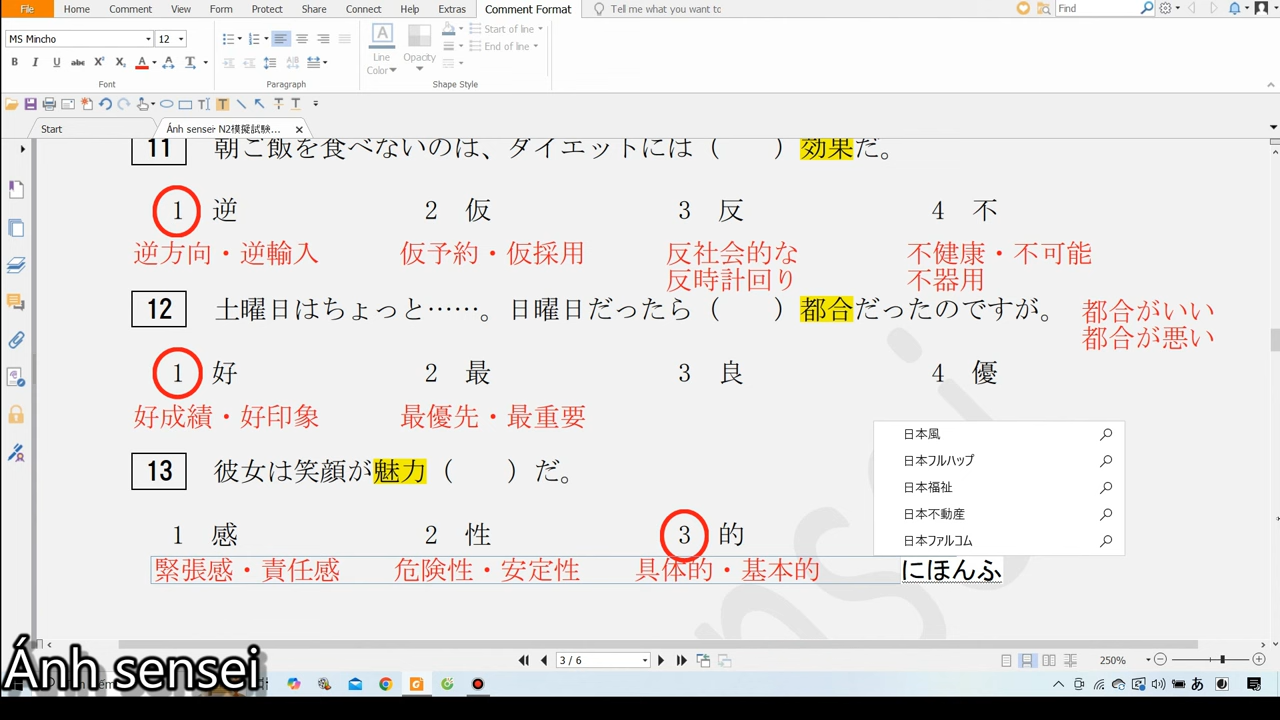 File Home Comment View Form Protect Share Connect Help Extras Comment Format Tell me what you want to Find
MS Mincho 12 Start of line
Line Color Opacity End of line
Font Paragraph Shape Style
Start Ánh sensei N2模擬試験...
11 朝ご飯を食べないのは、ダイエットには（ ）効果だ。
1 逆 2 仮 3 反 4 不
逆方向・逆輸入 仮予約・仮採用 反社会的な 不健康・不可能
反時計回り 不器用
12 土曜日はちょっと……。日曜日だったら（ ）都合だったのですが。 都合がいい
都合が悪い
1 好 2 最 3 良 4 優
好成績・好印象 最優先・最重要
日本風
日本フルハップ
日本福祉
日本不動産
日本ファルコム
13 彼女は笑顔が魅力（ ）だ。
1 感 2 性 3 的
緊張感・責任感 危険性・安定性 具体的・基本的 にほんふ
3 / 6 250%
Ánh sensei
あ